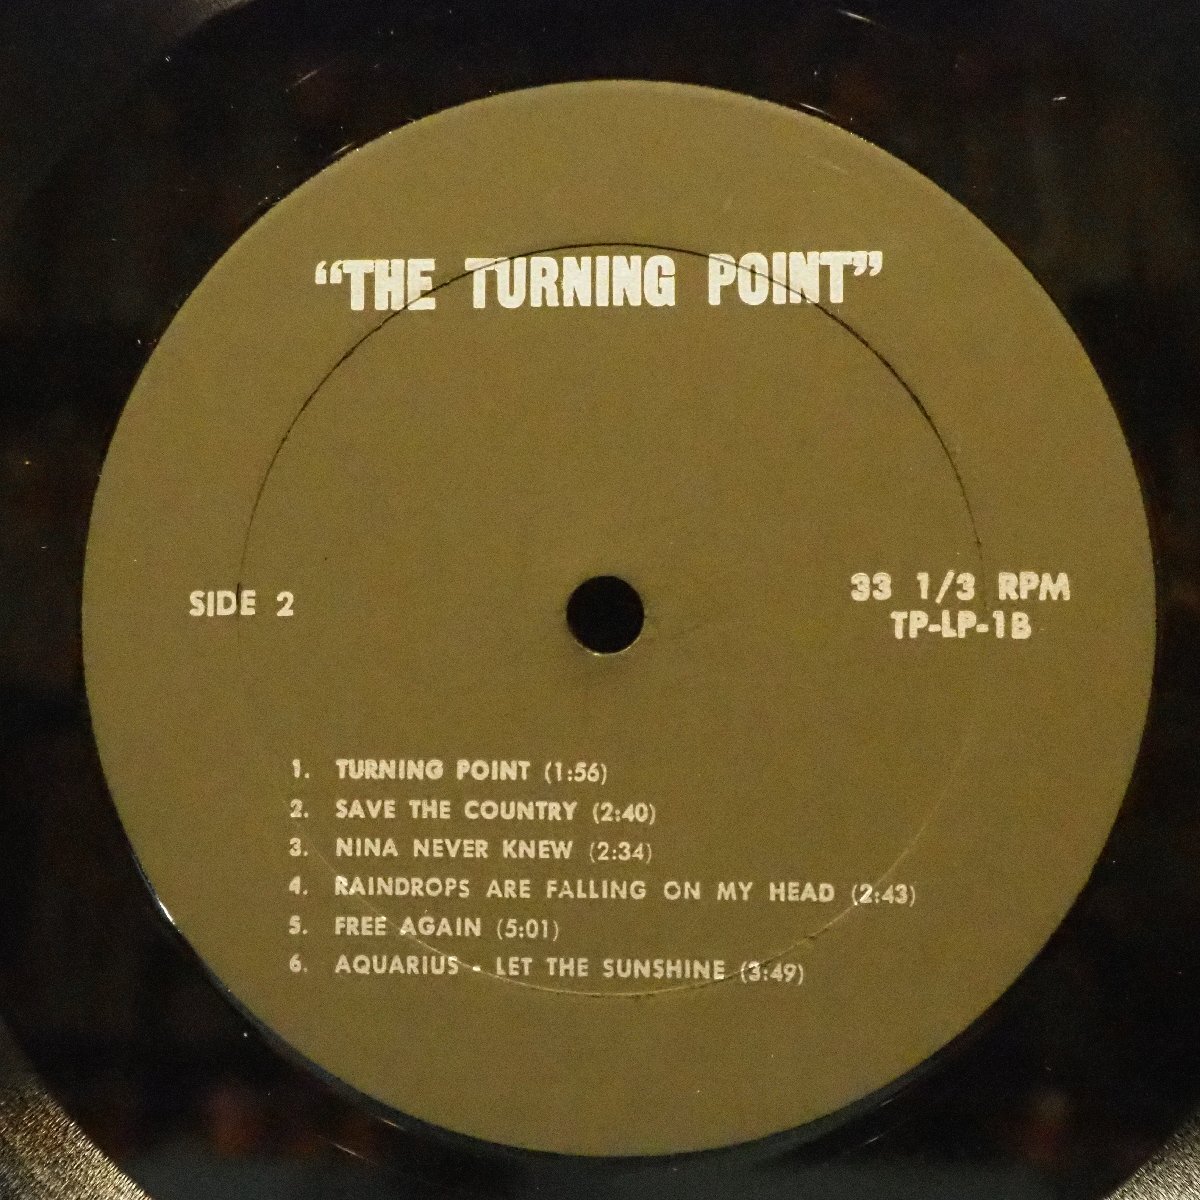 “THE TURNING POINT”
SIDE 2
33 1/3 RPM
TP-LP-1B
1. TURNING POINT (1:56)
2. SAVE THE COUNTRY (2:40)
3. NINA NEVER KNEW (2:34)
4. RAINDROPS ARE FALLING ON MY HEAD (2:43)
5. FREE AGAIN (5:01)
6. AQUARIUS - LET THE SUNSHINE (3:49)